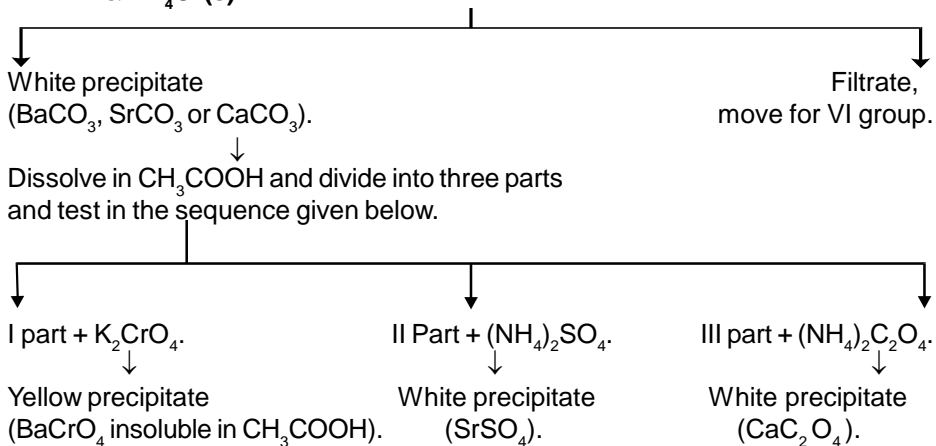 ₄
White precipitate
(BaCO₃, SrCO₃ or CaCO₃).
Filtrate,
move for VI group.
↓
Dissolve in CH₃COOH and divide into three parts
and test in the sequence given below.
I part + K₂CrO₄.
↓
Yellow precipitate
(BaCrO₄ insoluble in CH₃COOH).
II Part + (NH₄)₂SO₄.
↓
White precipitate
(SrSO₄).
III part + (NH₄)₂C₂O₄.
↓
White precipitate
(CaC₂O₄).